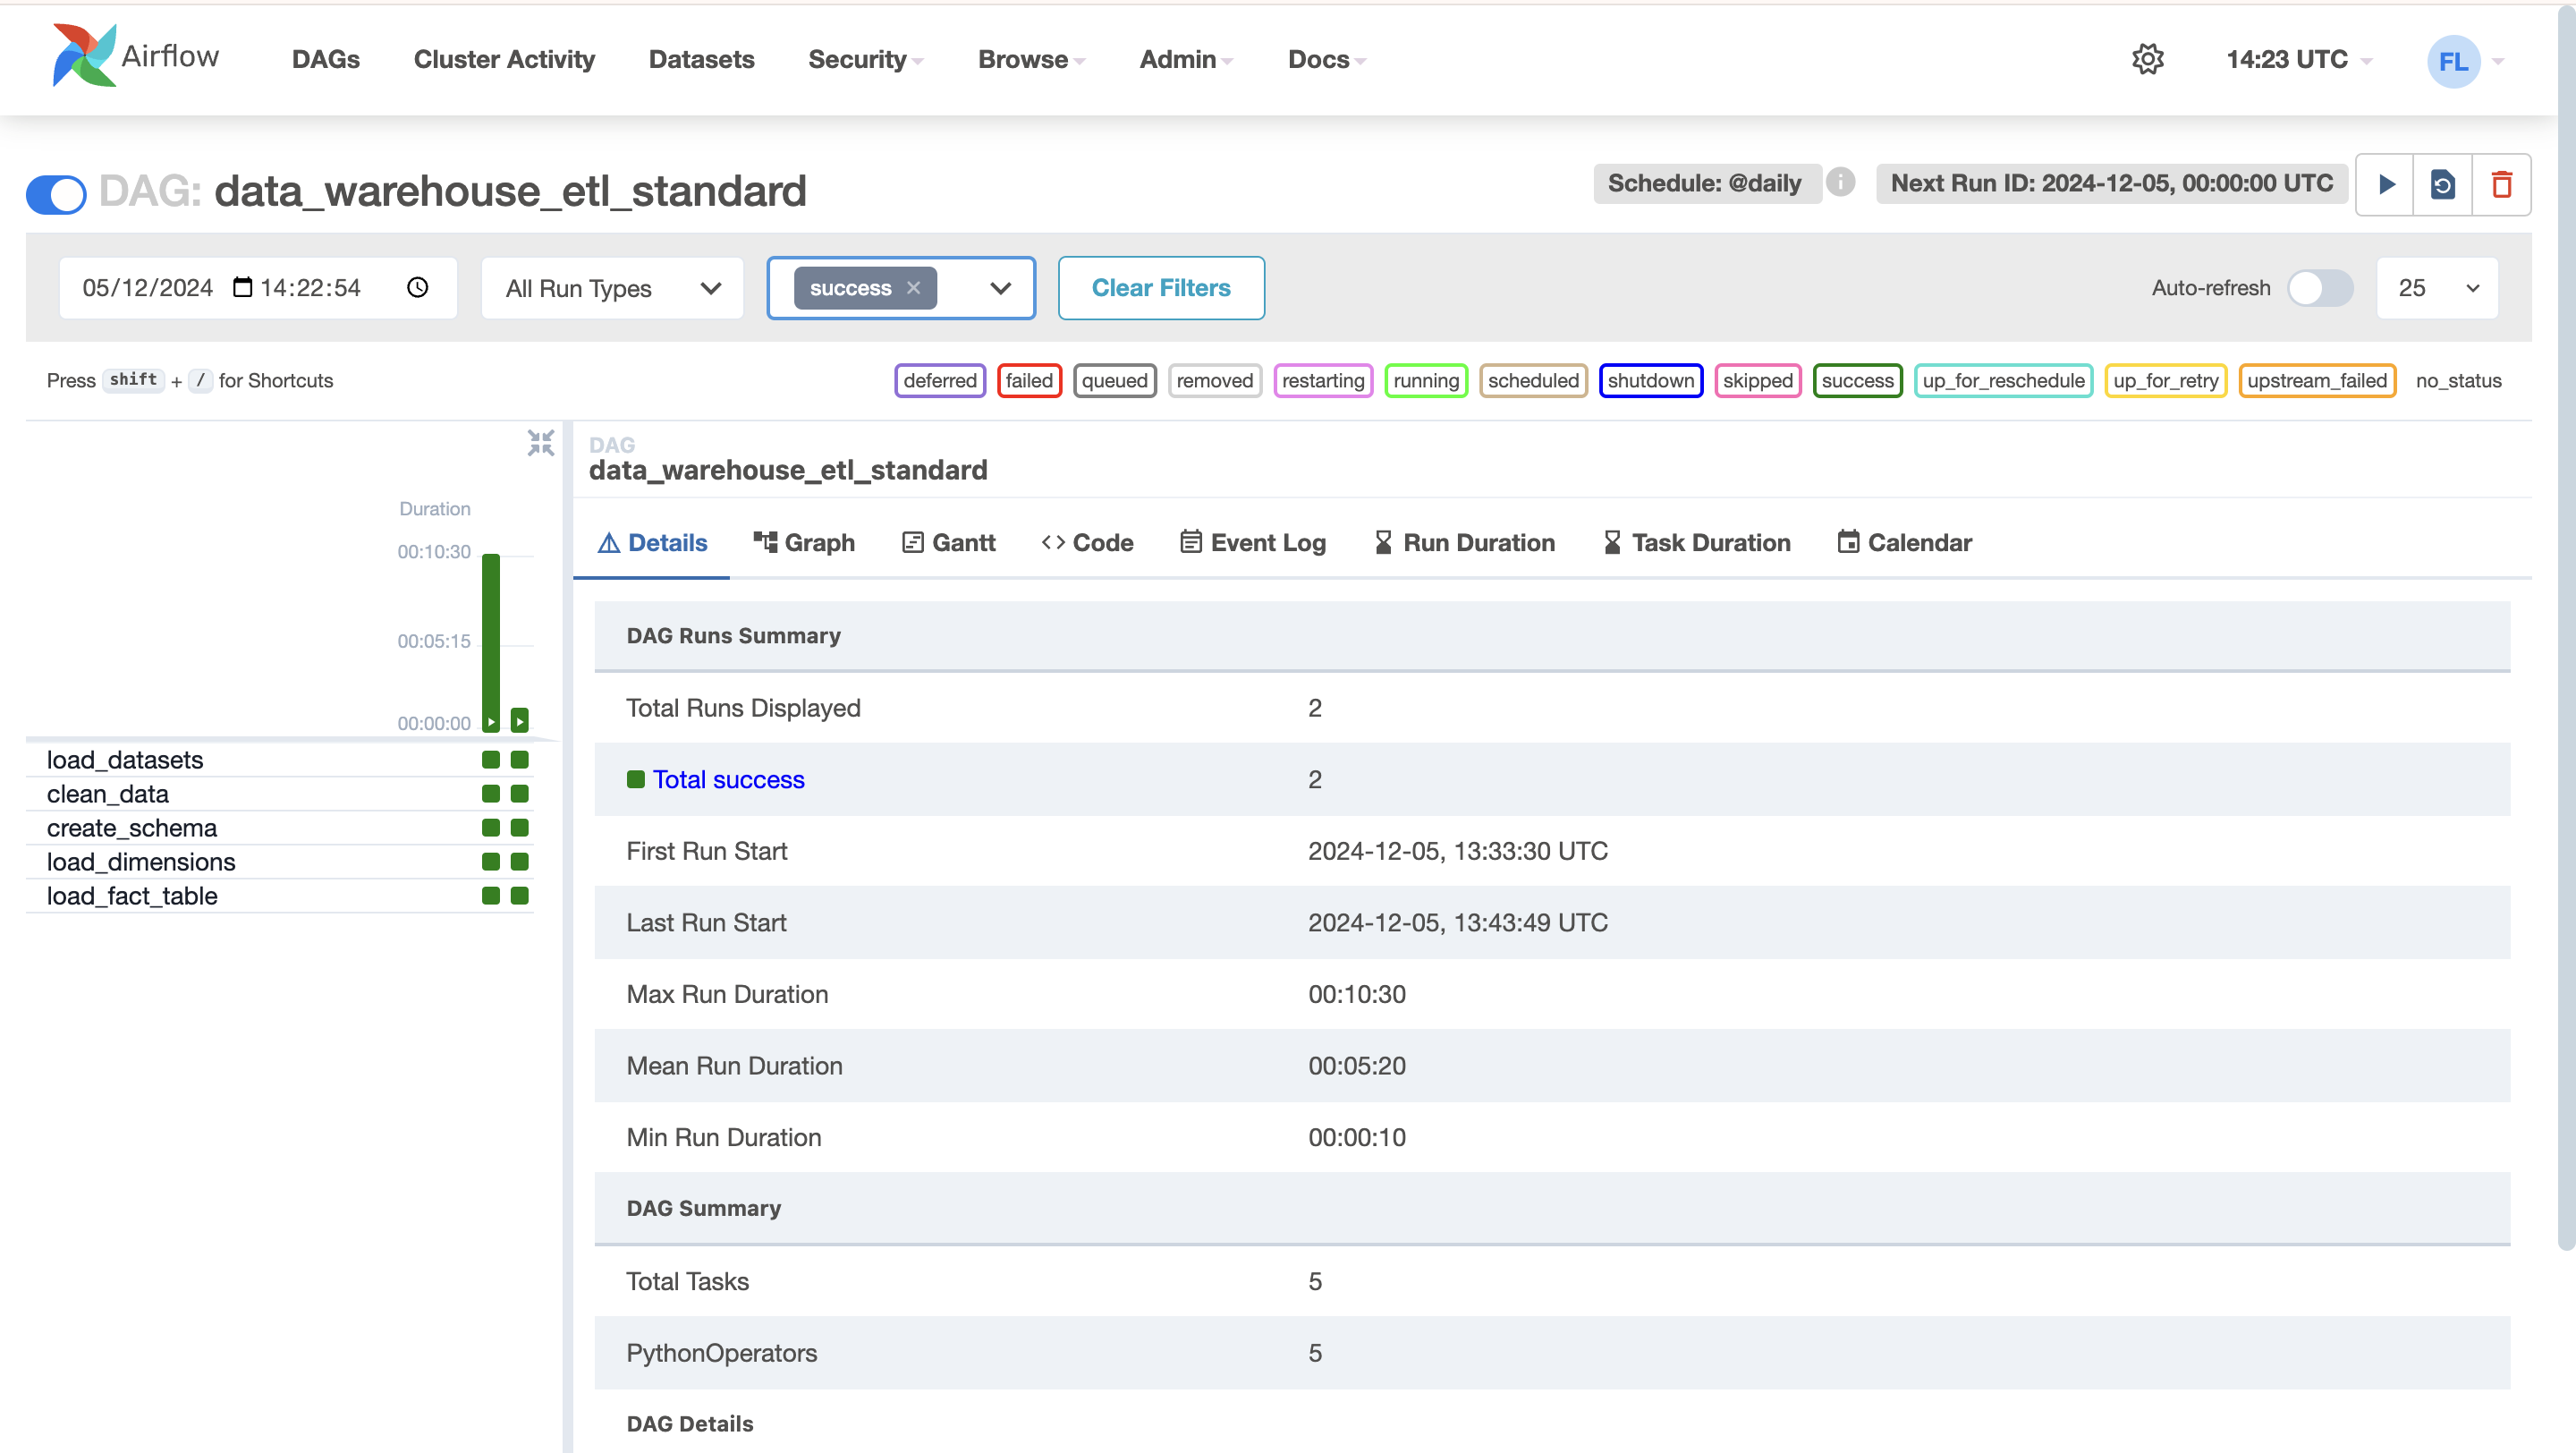 Airflow DAGs Cluster Activity Datasets Security Browse Admin Docs 14:23 UTC FL
DAG: data_warehouse_etl_standard Schedule: @daily Next Run ID: 2024-12-05, 00:00:00 UTC
05/12/2024 14:22:54 All Run Types success Clear Filters Auto-refresh 25
Press shift + / for Shortcuts deferred failed queued removed restarting running scheduled shutdown skipped success up_for_reschedule up_for_retry upstream_failed no_status
Duration
00:10:30
00:05:15
00:00:00
load_datasets
clean_data
create_schema
load_dimensions
load_fact_table
DAG
data_warehouse_etl_standard
Details Graph Gantt Code Event Log Run Duration Task Duration Calendar
DAG Runs Summary
Total Runs Displayed 2
Total success 2
First Run Start 2024-12-05, 13:33:30 UTC
Last Run Start 2024-12-05, 13:43:49 UTC
Max Run Duration 00:10:30
Mean Run Duration 00:05:20
Min Run Duration 00:00:10
DAG Summary
Total Tasks 5
PythonOperators 5
DAG Details